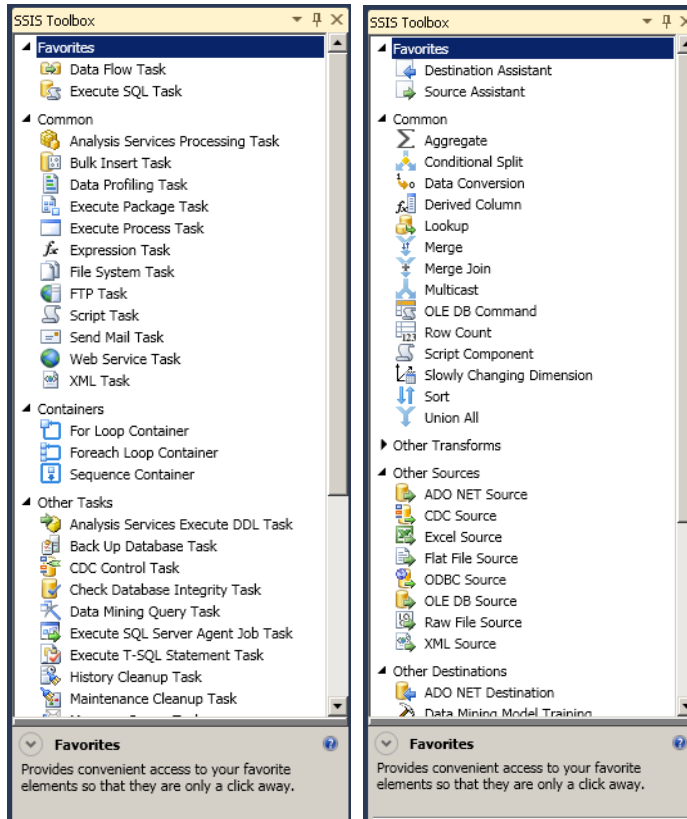 SSIS Toolbox
Favorites
Data Flow Task
Execute SQL Task
Common
Analysis Services Processing Task
Bulk Insert Task
Data Profiling Task
Execute Package Task
Execute Process Task
Expression Task
File System Task
FTP Task
Script Task
Send Mail Task
Web Service Task
XML Task
Containers
For Loop Container
Foreach Loop Container
Sequence Container
Other Tasks
Analysis Services Execute DDL Task
Back Up Database Task
CDC Control Task
Check Database Integrity Task
Data Mining Query Task
Execute SQL Server Agent Job Task
Execute T-SQL Statement Task
History Cleanup Task
Maintenance Cleanup Task
Favorites
Provides convenient access to your favorite
elements so that they are only a click away.
SSIS Toolbox
Favorites
Destination Assistant
Source Assistant
Common
Aggregate
Conditional Split
Data Conversion
Derived Column
Lookup
Merge
Merge Join
Multicast
OLE DB Command
Row Count
Script Component
Slowly Changing Dimension
Sort
Union All
Other Transforms
Other Sources
ADO NET Source
CDC Source
Excel Source
Flat File Source
ODBC Source
OLE DB Source
Raw File Source
XML Source
Other Destinations
ADO NET Destination
Data Mining Model Training
Favorites
Provides convenient access to your favorite
elements so that they are only a click away.